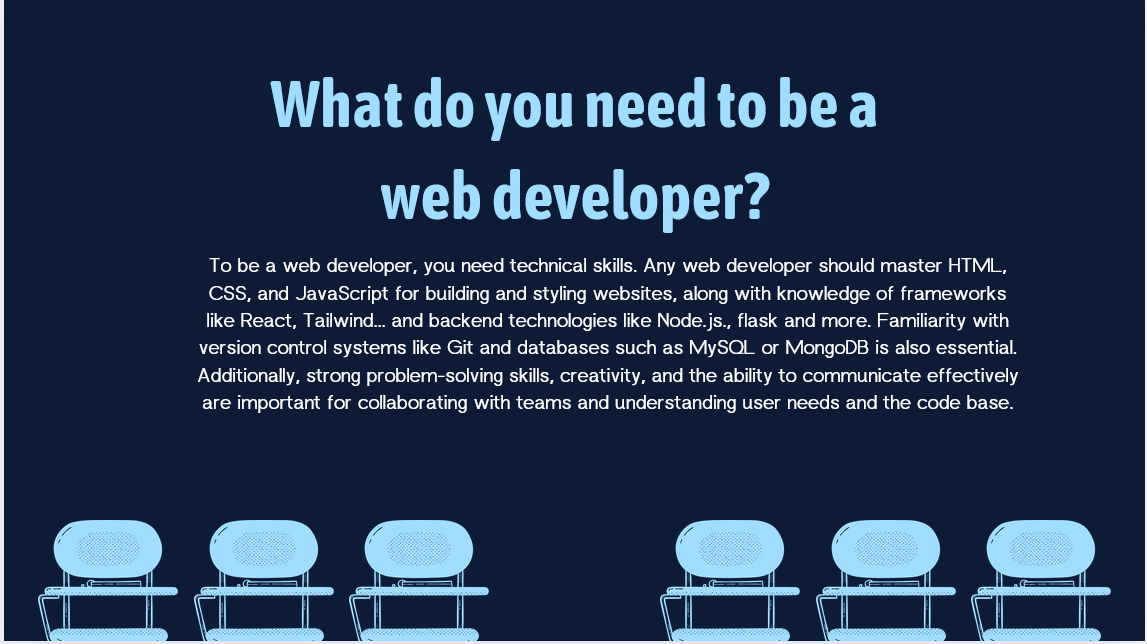 What do you need to be a
web developer?
To be a web developer, you need technical skills. Any web developer should master HTML,
CSS, and JavaScript for building and styling websites, along with knowledge of frameworks
like React, Tailwind... and backend technologies like Node.js., flask and more. Familiarity with
version control systems like Git and databases such as MySQL or MongoDB is also essential.
Additionally, strong problem-solving skills, creativity, and the ability to communicate effectively
are important for collaborating with teams and understanding user needs and the code base.